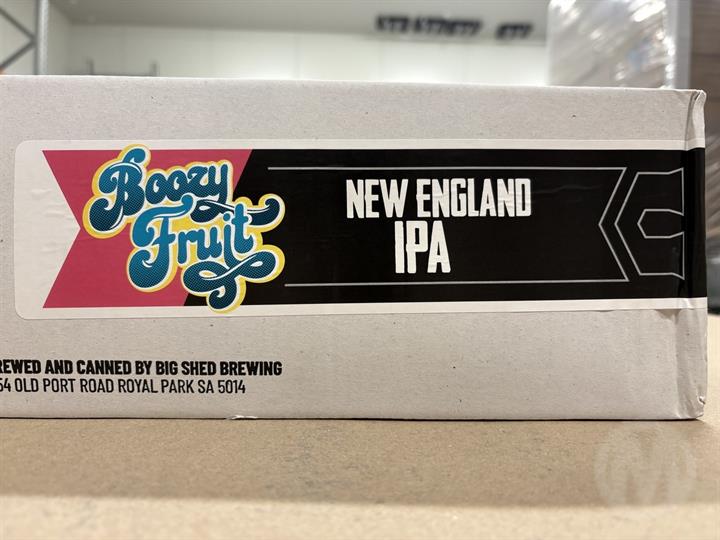 Boozy
Fruit
NEW ENGLAND
IPA
REWED AND CANNED BY BIG SHED BREWING
54 OLD PORT ROAD ROYAL PARK SA 5014